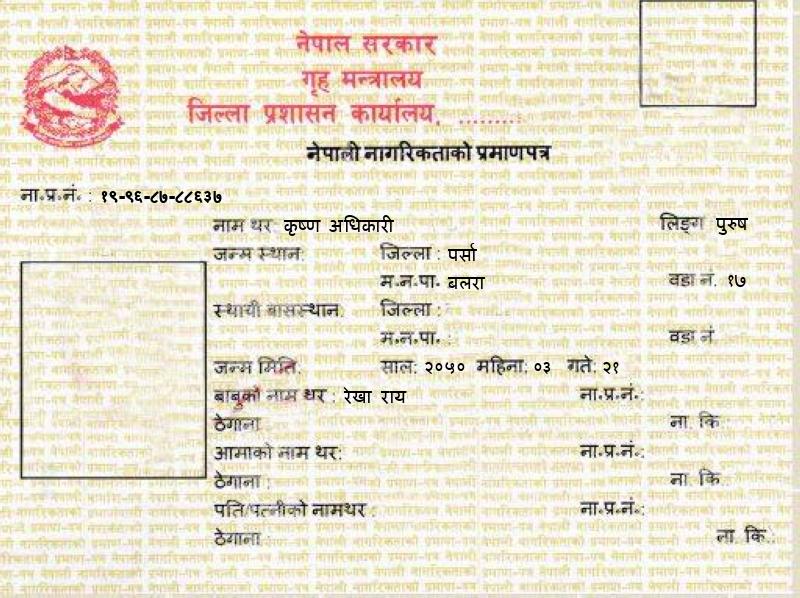 नेपाल सरकार
गृह मन्त्रालय
जिल्ला प्रशासन कार्यालय, .........
नेपाली नागरिकताको प्रमाणपत्र
ना.प्र.नं. : १९-९६-८७-८८६३७
नाम थर: कृष्ण अधिकारी लिङ्ग पुरुष
जन्म स्थान: जिल्ला : पर्सा
म.न.पा. बलरा वडा नं. १७
स्थायी बासस्थान: जिल्ला :
म.न.पा. : वडा नं
जन्म मिति: साल: २०५० महिना: ०३ गते: २१
बाबुको नाम थर : रेखा राय ना.प्र.नं.:
ठेगाना: ना. कि.:
आमाको नाम थर: ना.प्र.नं.:
ठेगाना : ना. कि
पति/पत्नीको नामथर : ना.प्र.नं.:
ठेगाना : ना. कि.: